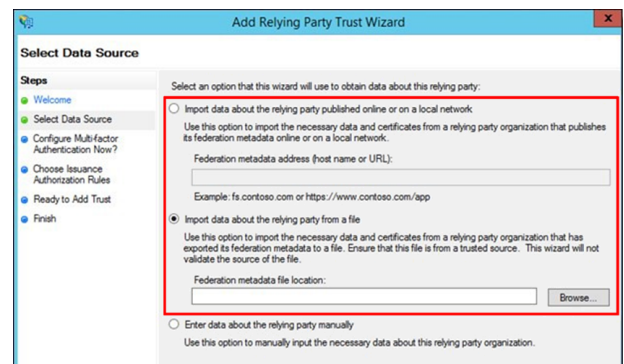 Add Relying Party Trust Wizard
x
Select Data Source
Steps
Welcome
Select Data Source
Configure Multi-factor
Authentication Now?
Choose Issuance
Authorization Rules
Ready to Add Trust
Finish
Select an option that this wizard will use to obtain data about this relying party:
Import data about the relying party published online or on a local network
Use this option to import the necessary data and certificates from a relying party organization that publishes
its federation metadata online or on a local network.
Federation metadata address (host name or URL):
Example: fs.contoso.com or https://www.contoso.com/app
Import data about the relying party from a file
Use this option to import the necessary data and certificates from a relying party organization that has
exported its federation metadata to a file. Ensure that this file is from a trusted source. This wizard will not
validate the source of the file.
Federation metadata file location:
Browse...
Enter data about the relying party manually
Use this option to manually input the necessary data about this relying party organization.